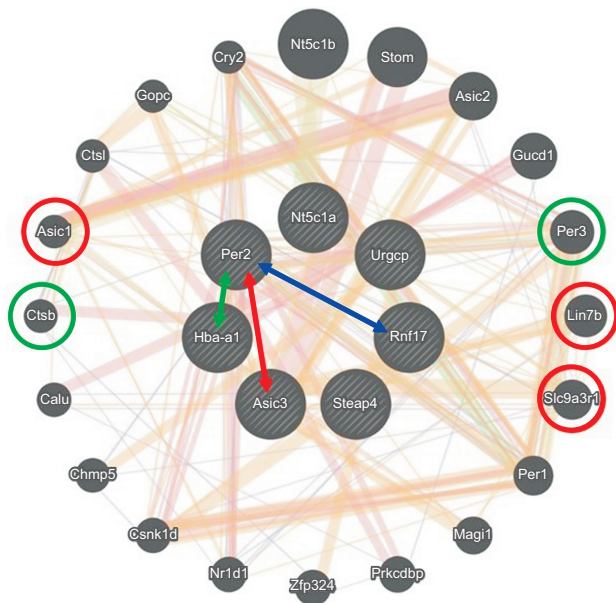 Nt5c1b
Cry2
Stom
Gopc
Asic2
Ctsl
Gucd1
Nt5c1a
Asic1
Per2
Urgcp
Per3
Ctsb
Hba-a1
Rnf17
Lin7b
Calu
Asic3
Steap4
Slc9a3r1
Chmp5
Per1
Csnk1d
Magi1
Nr1d1
Zfp324
Prkcdbp